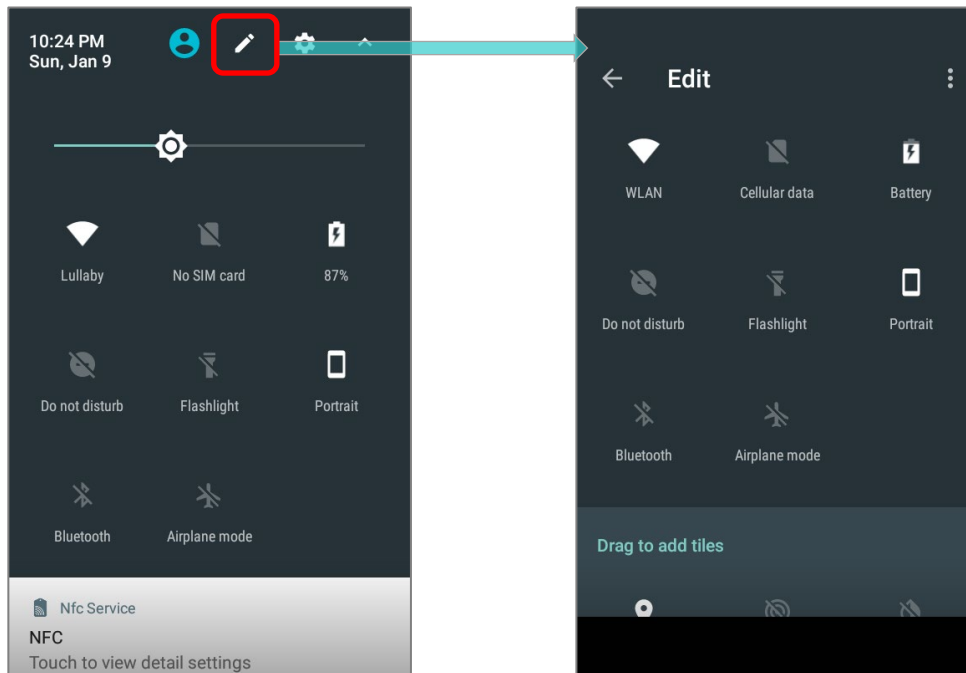 10:24 PM
Sun, Jan 9
Lullaby
No SIM card
87%
Do not disturb
Flashlight
Portrait
Bluetooth
Airplane mode
Nfc Service
NFC
Touch to view detail settings
Edit
WLAN
Cellular data
Battery
Do not disturb
Flashlight
Portrait
Bluetooth
Airplane mode
Drag to add tiles